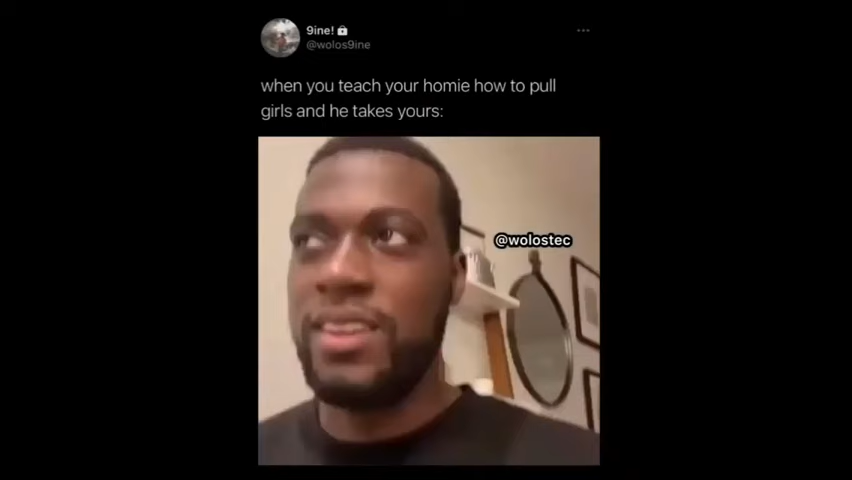 9ine!
@wolos9ine
when you teach your homie how to pull
girls and he takes yours:
@wolostec